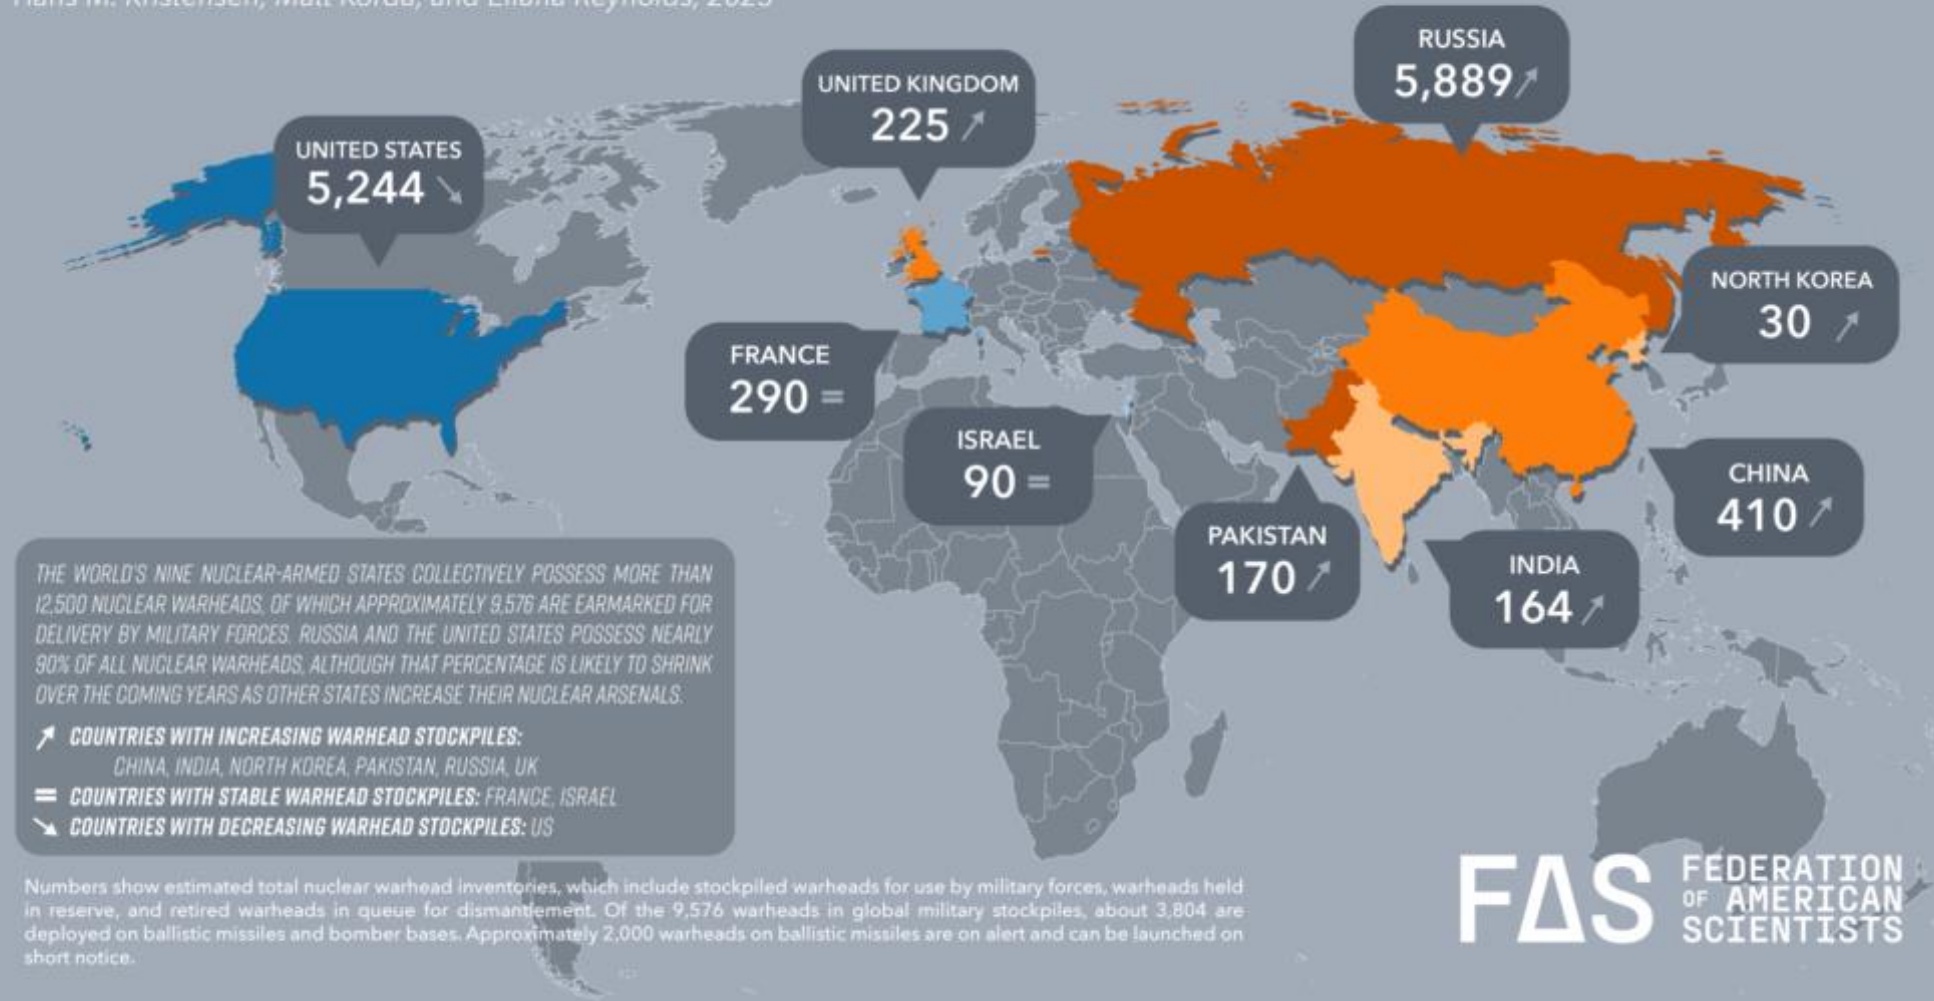 Hans M. Kristensen, Matt Korda, and Eliana Reynolds, 2023
RUSSIA
5,889
UNITED KINGDOM
225
UNITED STATES
5,244
NORTH KOREA
30
FRANCE
290 =
ISRAEL
90 =
CHINA
410
PAKISTAN
170
INDIA
164
THE WORLD'S NINE NUCLEAR-ARMED STATES COLLECTIVELY POSSESS MORE THAN
12,500 NUCLEAR WARHEADS, OF WHICH APPROXIMATELY 9,576 ARE EARMARKED FOR
DELIVERY BY MILITARY FORCES. RUSSIA AND THE UNITED STATES POSSESS NEARLY
90% OF ALL NUCLEAR WARHEADS, ALTHOUGH THAT PERCENTAGE IS LIKELY TO SHRINK
OVER THE COMING YEARS AS OTHER STATES INCREASE THEIR NUCLEAR ARSENALS.
COUNTRIES WITH INCREASING WARHEAD STOCKPILES:
CHINA, INDIA, NORTH KOREA, PAKISTAN, RUSSIA, UK
= COUNTRIES WITH STABLE WARHEAD STOCKPILES: FRANCE, ISRAEL
COUNTRIES WITH DECREASING WARHEAD STOCKPILES: US
Numbers show estimated total nuclear warhead inventories, which include stockpiled warheads for use by military forces, warheads held
in reserve, and retired warheads in queue for dismantlement. Of the 9,576 warheads in global military stockpiles, about 3,804 are
deployed on ballistic missiles and bomber bases. Approximately 2,000 warheads on ballistic missiles are on alert and can be launched on
short notice.
FAS
FEDERATION
OF AMERICAN
SCIENTISTS